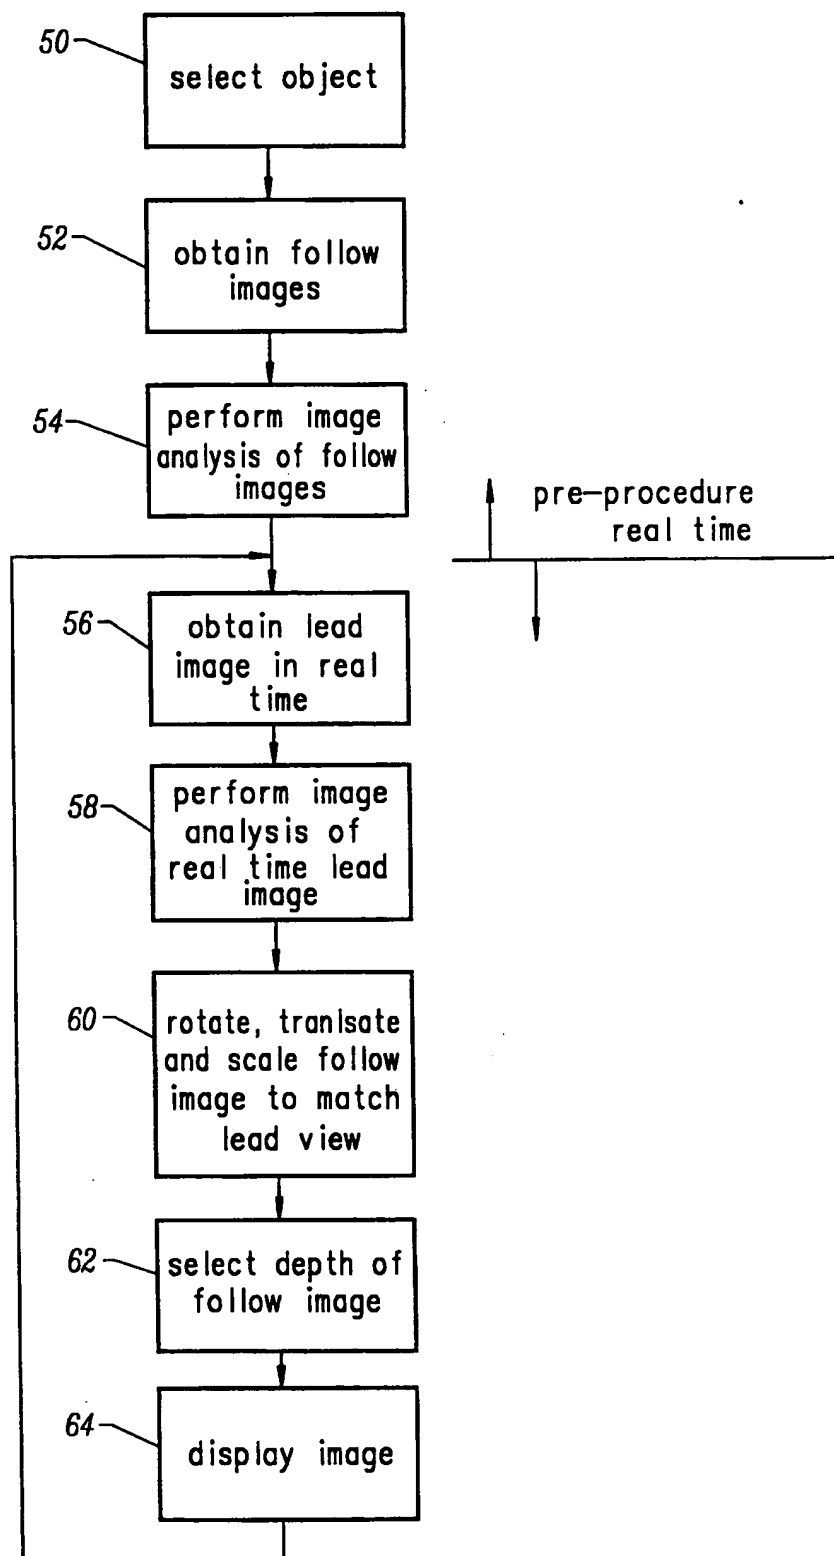 50
select object
52
obtain follow
images
54
perform image
analysis of follow
images
pre-procedure
real time
56
obtain lead
image in real
time
58
perform image
analysis of
real time lead
image
60
rotate, tranlsate
and scale follow
image to match
lead view
62
select depth of
follow image
64
display image